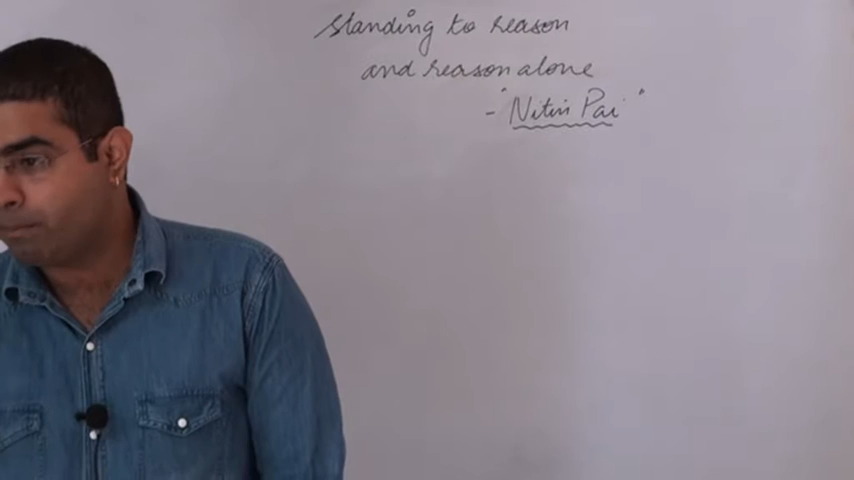 standing to reason
and reason alone
- "Nitin Pai"